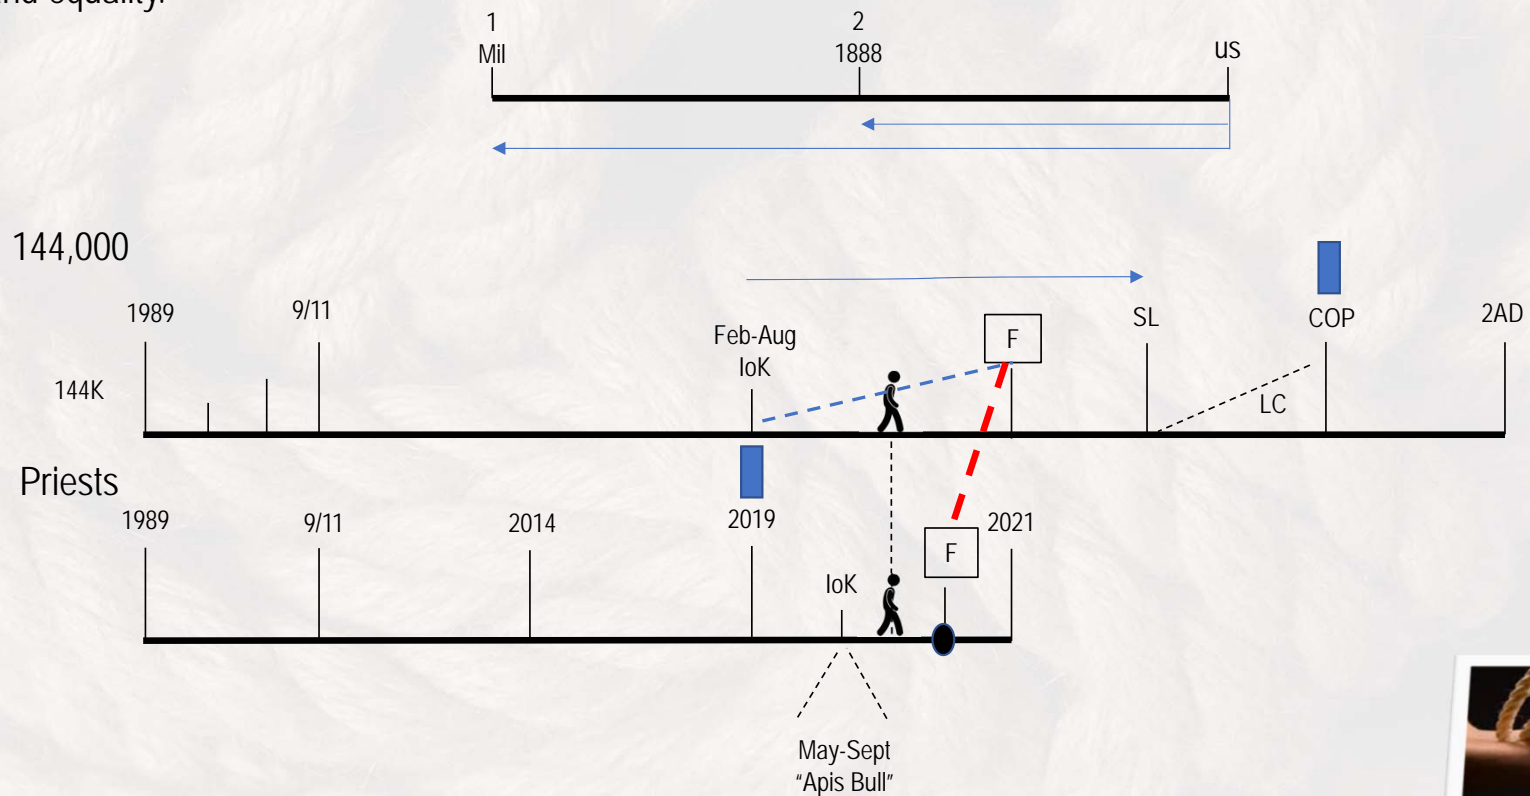 and equality.
1
Mil
2
1888
us
144,000
1989
9/11
Feb-Aug
IoK
F
SL
COP
2AD
144K
LC
Priests
1989
9/11
2014
2019
IoK
F
2021
May-Sept
“Apis Bull”